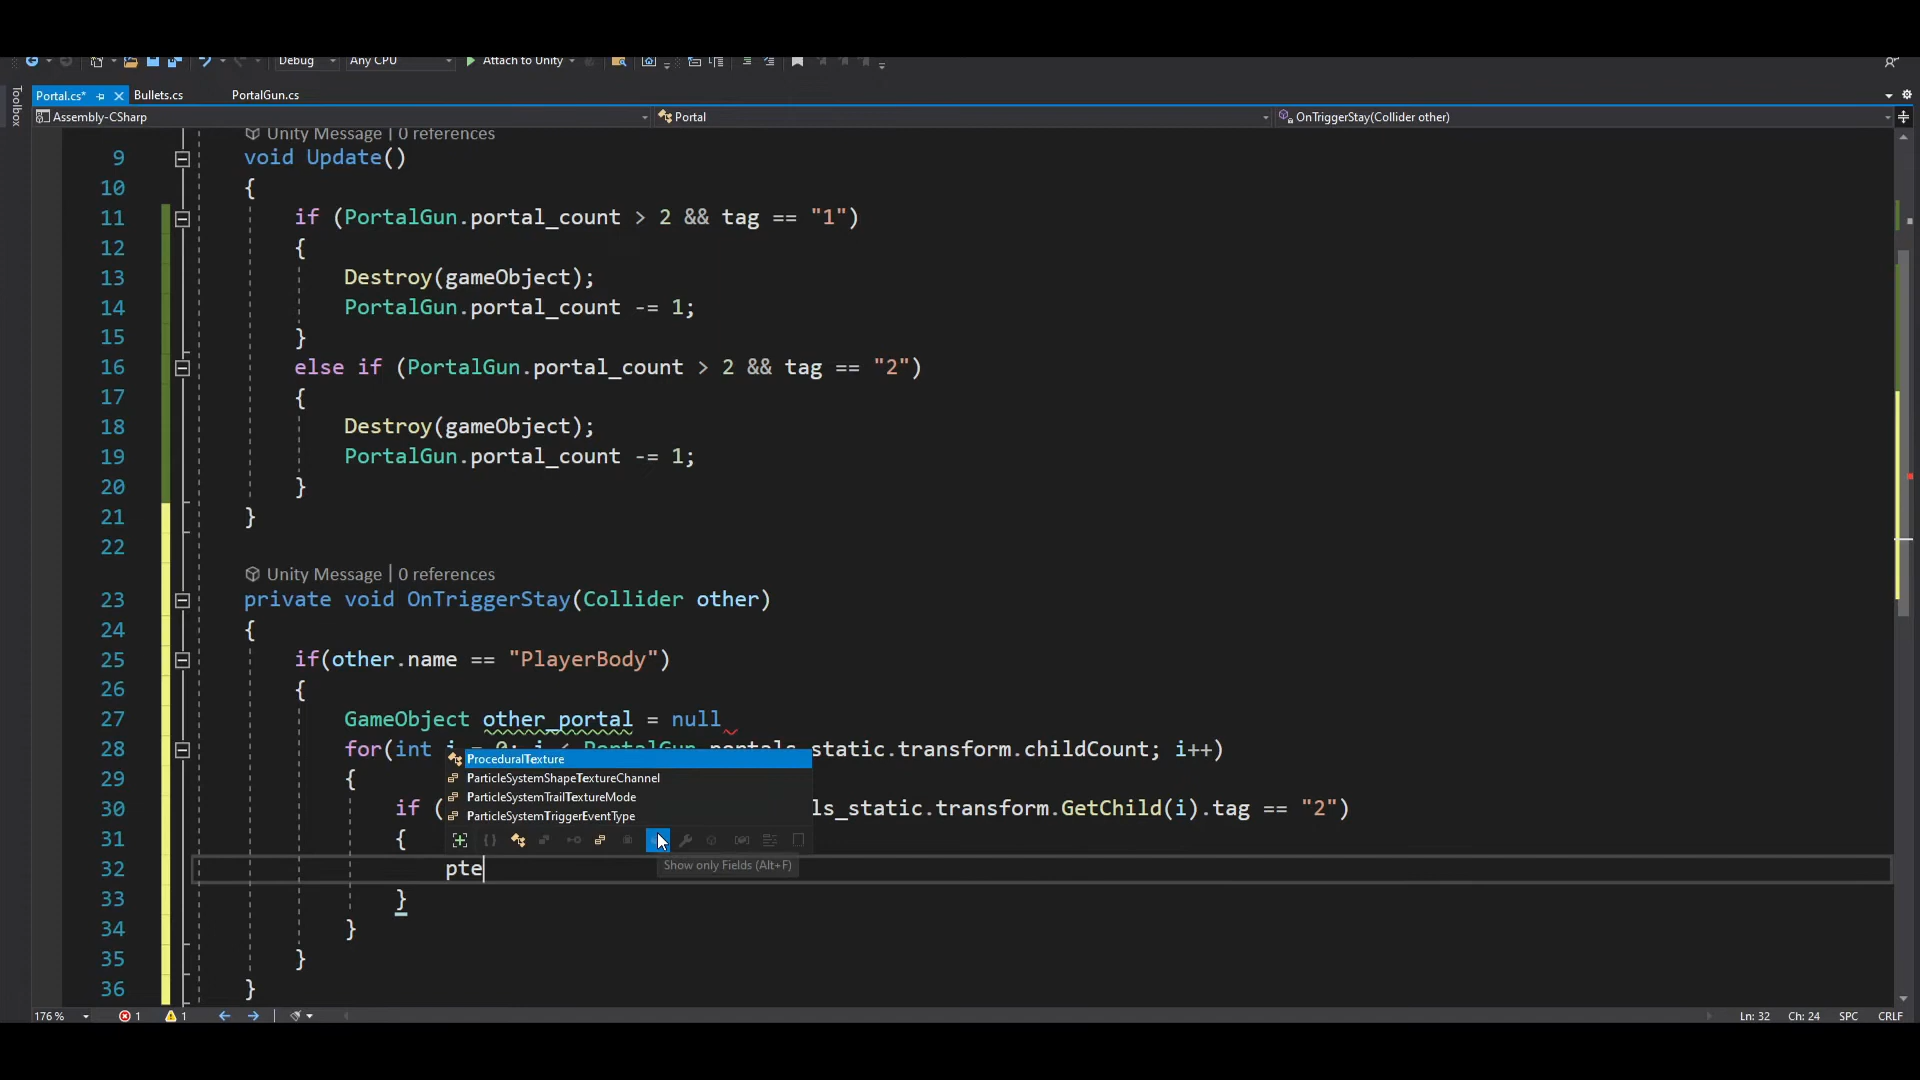 Debug Any CPU Attach to Unity
Toolbox
Portal.cs* Bullets.cs PortalGun.cs
Assembly-CSharp Portal OnTriggerStay(Collider other)
Unity Message | 0 references
9 void Update()
10 {
11 if (PortalGun.portal_count > 2 && tag == "1")
12 {
13 Destroy(gameObject);
14 PortalGun.portal_count -= 1;
15 }
16 else if (PortalGun.portal_count > 2 && tag == "2")
17 {
18 Destroy(gameObject);
19 PortalGun.portal_count -= 1;
20 }
21 }
22
Unity Message | 0 references
23 private void OnTriggerStay(Collider other)
24 {
25 if(other.name == "PlayerBody")
26 {
27 GameObject other_portal = null
28 for(int i = 0; i < PortalGun.portals_static.transform.childCount; i++)
ProceduralTexture
29 {
ParticleSystemShapeTextureChannel
ParticleSystemTrailTextureMode
30 if ( ls_static.transform.GetChild(i).tag == "2")
ParticleSystemTriggerEventType
31 {
Show only Fields (Alt+F)
32 pte
33 }
34 }
35 }
36 }
176 % 1 1 Ln: 32 Ch: 24 SPC CRLF